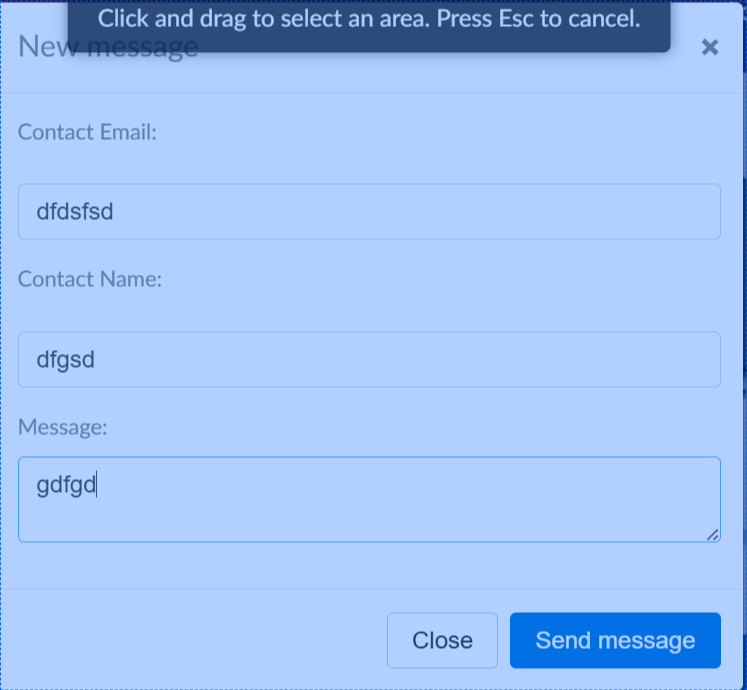 Click and drag to select an area. Press Esc to cancel.
New message
×
Contact Email:
dfdsfsd
Contact Name:
dfgsd
Message:
gdfgd
Close
Send message